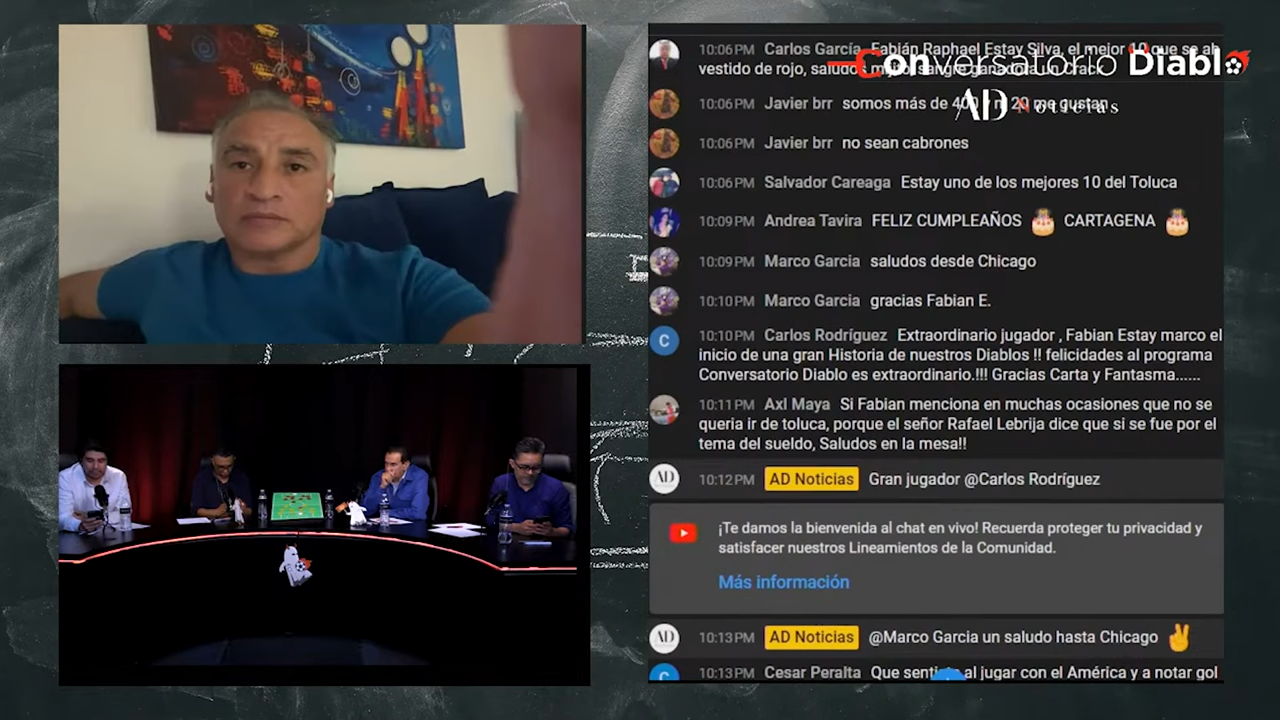 10:06 PM Carlos García Fabián Raphael Estay Silva, el mejor 10 que se ah
vestido de rojo, saludos mijo, sangre ganadora un crack
Conversatorio Diablo
AD Noticias
10:06 PM Javier brr somos más de 400 y ni 20 me gustan
10:06 PM Javier brr no sean cabrones
10:06 PM Salvador Careaga Estay uno de los mejores 10 del Toluca
10:09 PM Andrea Tavira FELIZ CUMPLEAÑOS 🎂 CARTAGENA 🎂
10:09 PM Marco Garcia saludos desde Chicago
10:10 PM Marco Garcia gracias Fabian E.
C 10:10 PM Carlos Rodríguez Extraordinario jugador , Fabian Estay marco el
inicio de una gran Historia de nuestros Diablos !! felicidades al programa
Conversatorio Diablo es extraordinario.!!! Gracias Carta y Fantasma......
10:11 PM Axl Maya Si Fabian menciona en muchas ocasiones que no se
queria ir de toluca, porque el señor Rafael Lebrija dice que si se fue por el
tema del sueldo, Saludos en la mesa!!
AD 10:12 PM AD Noticias Gran jugador @Carlos Rodríguez
¡Te damos la bienvenida al chat en vivo! Recuerda proteger tu privacidad y
satisfacer nuestros Lineamientos de la Comunidad.
Más información
AD 10:13 PM AD Noticias @Marco Garcia un saludo hasta Chicago ✌
C 10:13 PM Cesar Peralta Que al jugar con el América y a notar gol